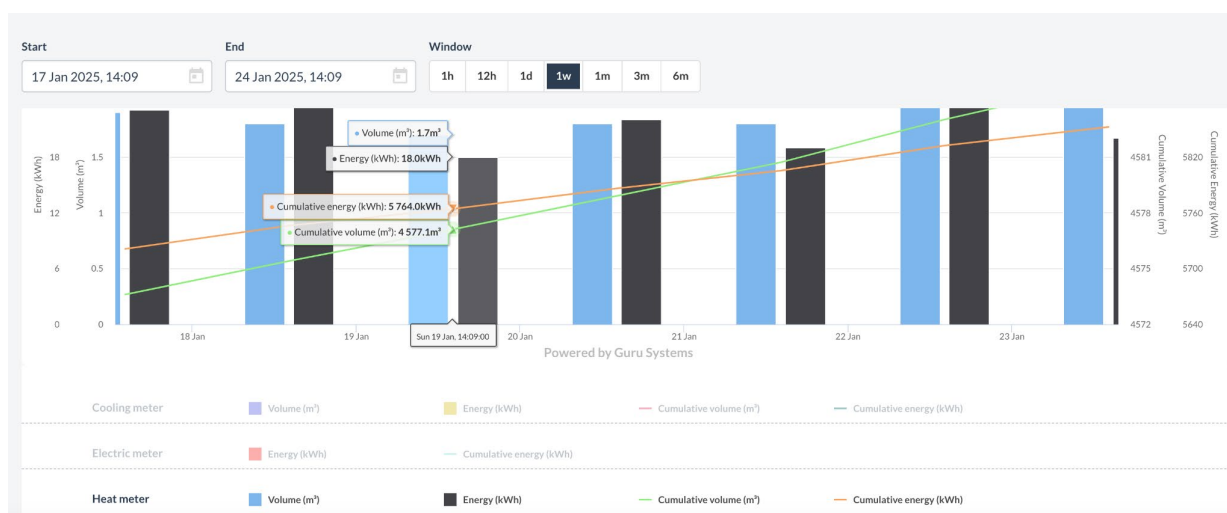 Start End Window
17 Jan 2025, 14:09 24 Jan 2025, 14:09 1h 12h 1d 1w 1m 3m 6m
Volume (m³): 1.7m³
Energy (kWh): 18.0kWh
Cumulative energy (kWh): 5 764.0kWh
Cumulative volume (m³): 4 577.1m³
Energy (kWh)
18
12
6
0
Volume (m³)
1.5
1
0.5
0
4581
4578
4575
4572
Cumulative Volume (m³)
5820
5760
5700
5640
Cumulative Energy (kWh)
18 Jan 19 Jan Sun 19 Jan, 14:09:00 20 Jan 21 Jan 22 Jan 23 Jan
Powered by Guru Systems
Cooling meter Volume (m³) Energy (kWh) Cumulative volume (m³) Cumulative energy (kWh)
Electric meter Energy (kWh) Cumulative energy (kWh)
Heat meter Volume (m³) Energy (kWh) Cumulative volume (m³) Cumulative energy (kWh)